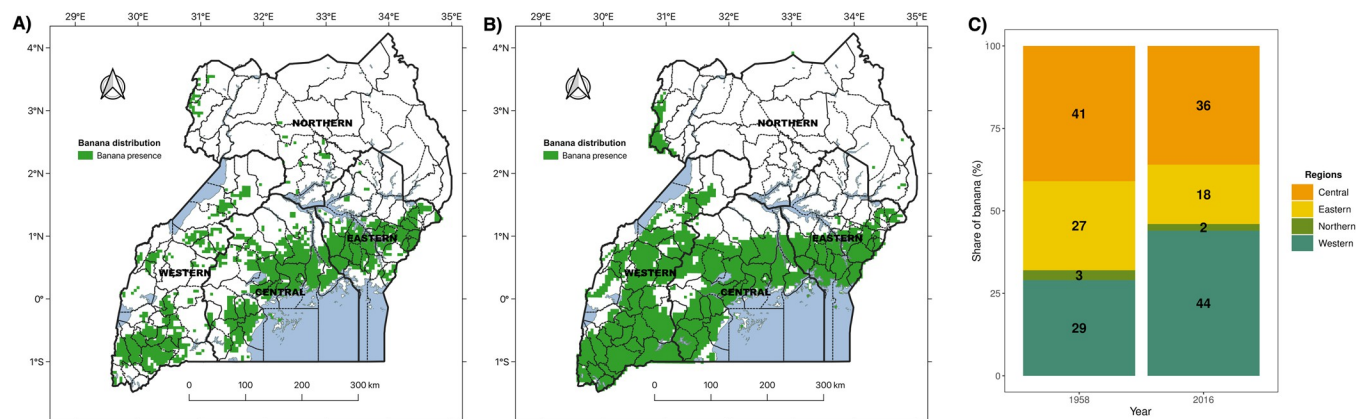 A)
29°E 30°E 31°E 32°E 33°E 34°E 35°E
4°N
3°N
2°N
1°N
0°
1°S
NORTHERN
Banana distribution
Banana presence
EASTERN
WESTERN
CENTRAL
0 100 200 300 km
B)
29°E 30°E 31°E 32°E 33°E 34°E 35°E
4°N
3°N
2°N
1°N
0°
1°S
NORTHERN
Banana distribution
Banana presence
EASTERN
WESTERN
CENTRAL
0 100 200 300 km
C)
Share of banana (%)
100
75
50
25
0
41
27
3
29
36
18
2
44
1958 2016
Year
Regions
Central
Eastern
Northern
Western